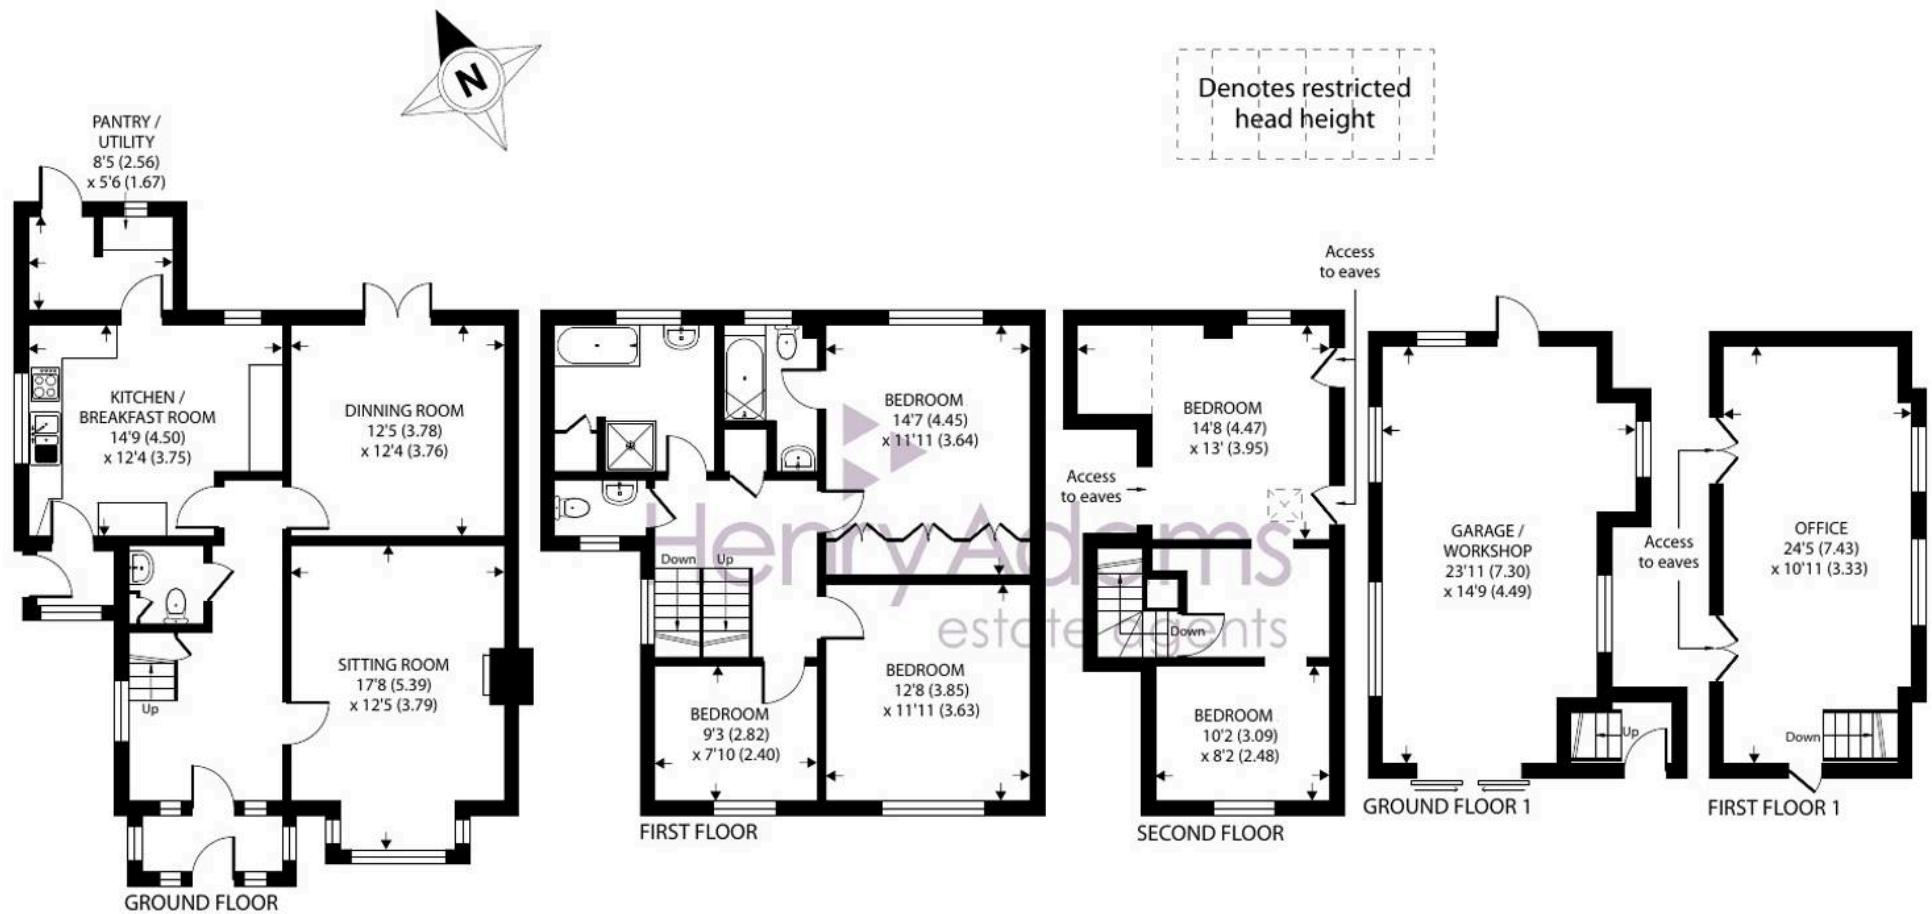 N
Denotes restricted
head height
PANTRY /
UTILITY
8'5 (2.56)
x 5'6 (1.67)
KITCHEN /
BREAKFAST ROOM
14'9 (4.50)
x 12'4 (3.75)
DINNING ROOM
12'5 (3.78)
x 12'4 (3.76)
SITTING ROOM
17'8 (5.39)
x 12'5 (3.79)
Up
GROUND FLOOR
BEDROOM
14'7 (4.45)
x 11'11 (3.64)
Down
Up
BEDROOM
12'8 (3.85)
x 11'11 (3.63)
BEDROOM
9'3 (2.82)
x 7'10 (2.40)
FIRST FLOOR
Henry Adams
estate agents
Access
to eaves
BEDROOM
14'8 (4.47)
x 13' (3.95)
Access
to eaves
Down
BEDROOM
10'2 (3.09)
x 8'2 (2.48)
SECOND FLOOR
GARAGE /
WORKSHOP
23'11 (7.30)
x 14'9 (4.49)
Up
GROUND FLOOR 1
Access
to eaves
OFFICE
24'5 (7.43)
x 10'11 (3.33)
Down
FIRST FLOOR 1